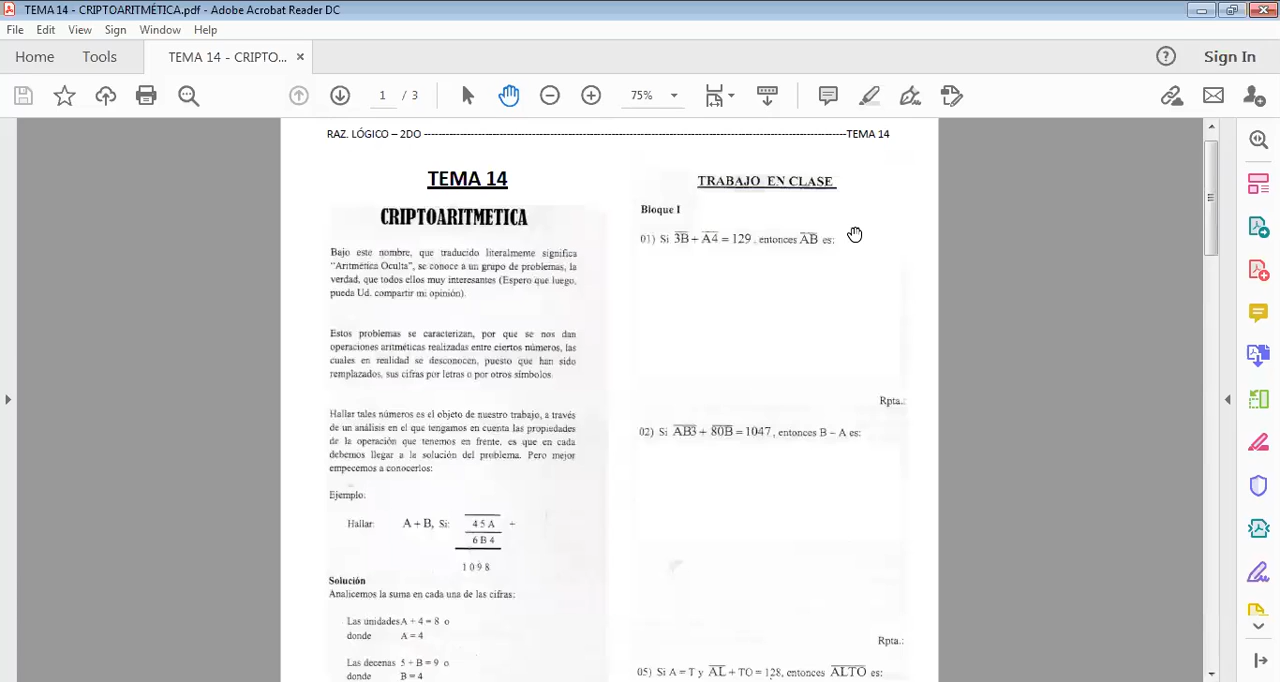 TEMA 14 - CRIPTOARITMÉTICA.pdf - Adobe Acrobat Reader DC
File Edit View Sign Window Help
Home Tools TEMA 14 - CRIPTO... × Sign In
1 / 3 75%
RAZ. LÓGICO – 2DO ----------------------------------------------------------------TEMA 14
TEMA 14
CRIPTOARITMETICA
Bajo este nombre, que traducido literalmente significa
“Aritmética Oculta”, se conoce a un grupo de problemas, la
verdad, que todos ellos muy interesantes (Espero que luego,
pueda Ud. compartir mi opinión).
Estos problemas se caracterizan, por que se nos dan
operaciones aritméticas realizadas entre ciertos números, las
cuales en realidad se desconocen, puesto que han sido
remplazados, sus cifras por letras o por otros símbolos.
Hallar tales números es el objeto de nuestro trabajo, a través
de un análisis en el que tengamos en cuenta las propiedades
de la operación que tenemos en frente, es que en cada
debemos llegar a la solución del problema. Pero mejor
empecemos a conocerlos:
Ejemplo:
Hallar: A + B, Si: 4 5 A +
6 B 4
1 0 9 8
Solución
Analicemos la suma en cada una de las cifras:
Las unidades A + 4 = 8 o
donde A = 4
Las decenas 5 + B = 9 o
donde B = 4
TRABAJO EN CLASE
Bloque I
01) Si 3B + A4 = 129, entonces AB es:
Rpta.:
02) Si AB3 + 80B = 1047, entonces B – A es:
Rpta.:
05) Si A = T y AL + TO = 128, entonces ALTO es: